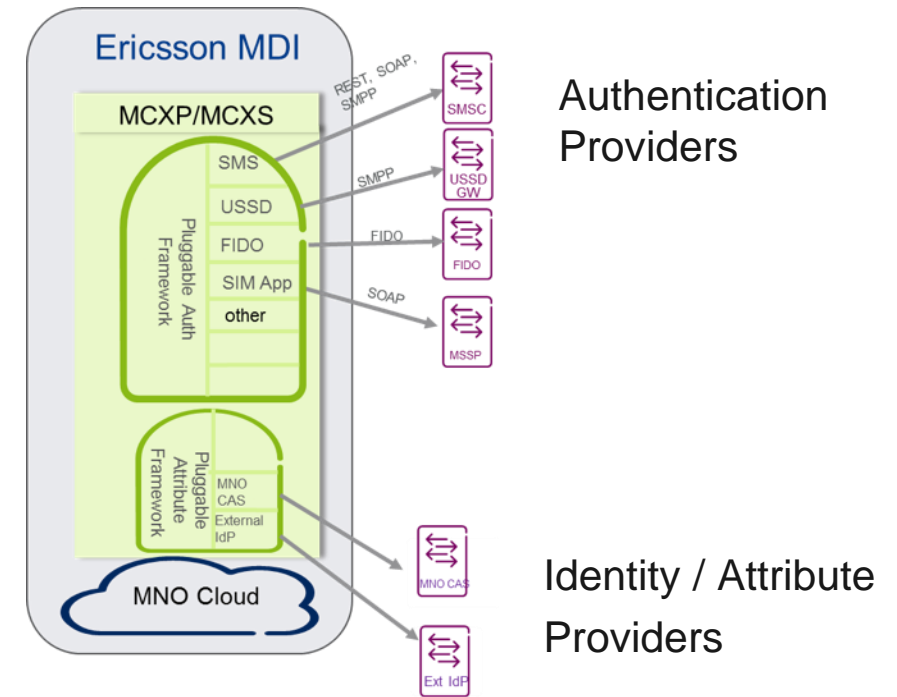 Ericsson MDI
MCXP/MCXS
Pluggable Auth
Framework
SMS
USSD
FIDO
SIM App
other
REST, SOAP,
SMPP
SMPP
FIDO
SOAP
SMSC
USSD
GW
FIDO
MSSP
Authentication
Providers
Pluggable
Attribute
Framework
MNO
CAS
External
IdP
MNO Cloud
MNO CAS
Ext IdP
Identity / Attribute
Providers